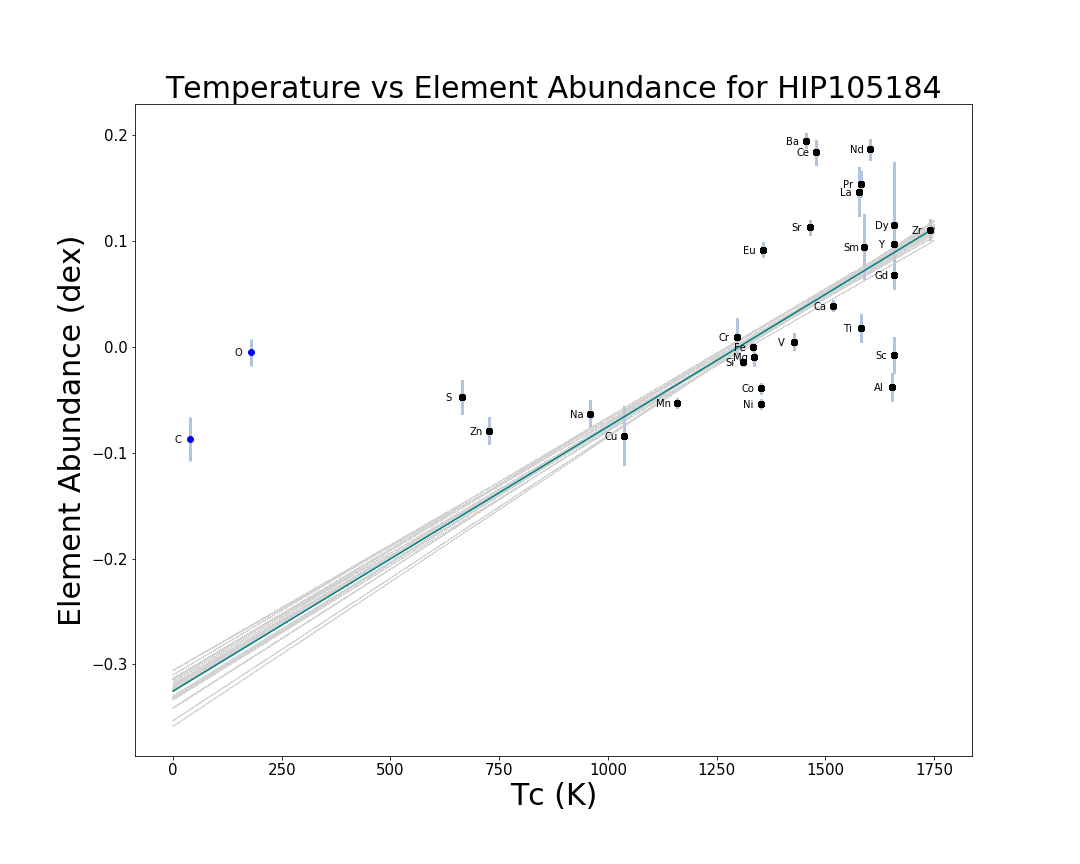 Temperature vs Element Abundance for HIP105184
Element Abundance (dex)
0.2
0.1
0.0
−0.1
−0.2
−0.3
Ba
Ce
Nd
Pr
La
Sr
Dy
Zr
Eu
Sm
Y
Gd
Ca
Cr
Ti
V
Fe
O
Mg
Si
Sc
Co
Al
S
Ni
Mn
Na
Zn
Cu
C
0
250
500
750
1000
1250
1500
1750
Tc (K)